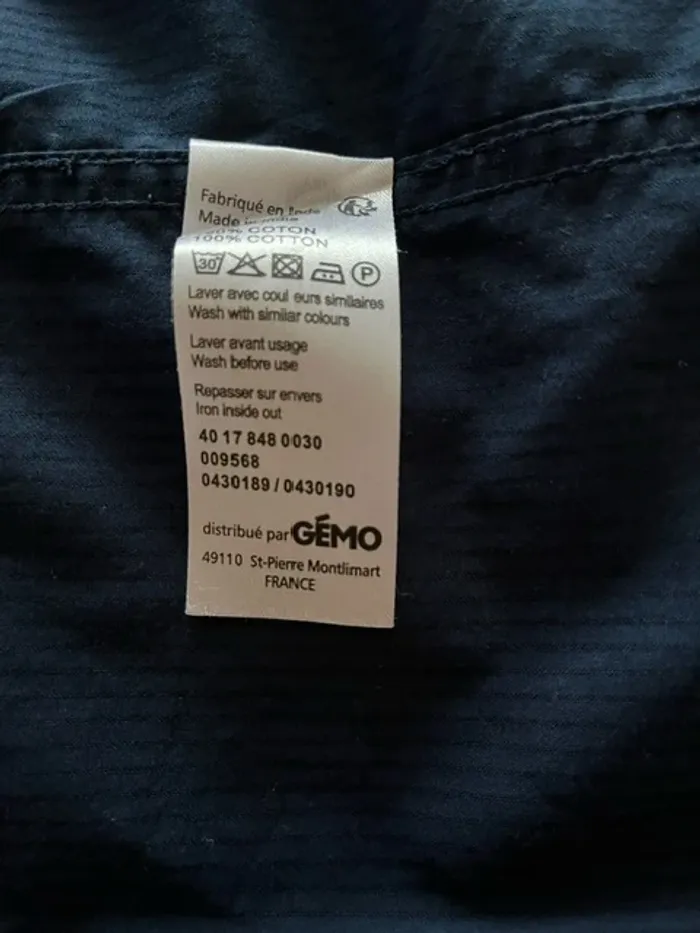 Fabriqué en Inde
Made
100% COTON
100% COTTON
30 P
Laver avec coul eurs similaires
Wash with similar colours
Laver avant usage
Wash before use
Repasser sur envers
Iron inside out
40 17 848 0030
009568
0430189 / 0430190
distribué par GÉMO
49110 St-Pierre Montlimart
FRANCE